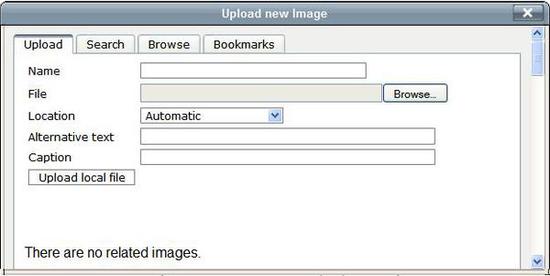 Upload new Image
Upload Search Browse Bookmarks
Name
File Browse...
Location Automatic
Alternative text
Caption
Upload local file
There are no related images.